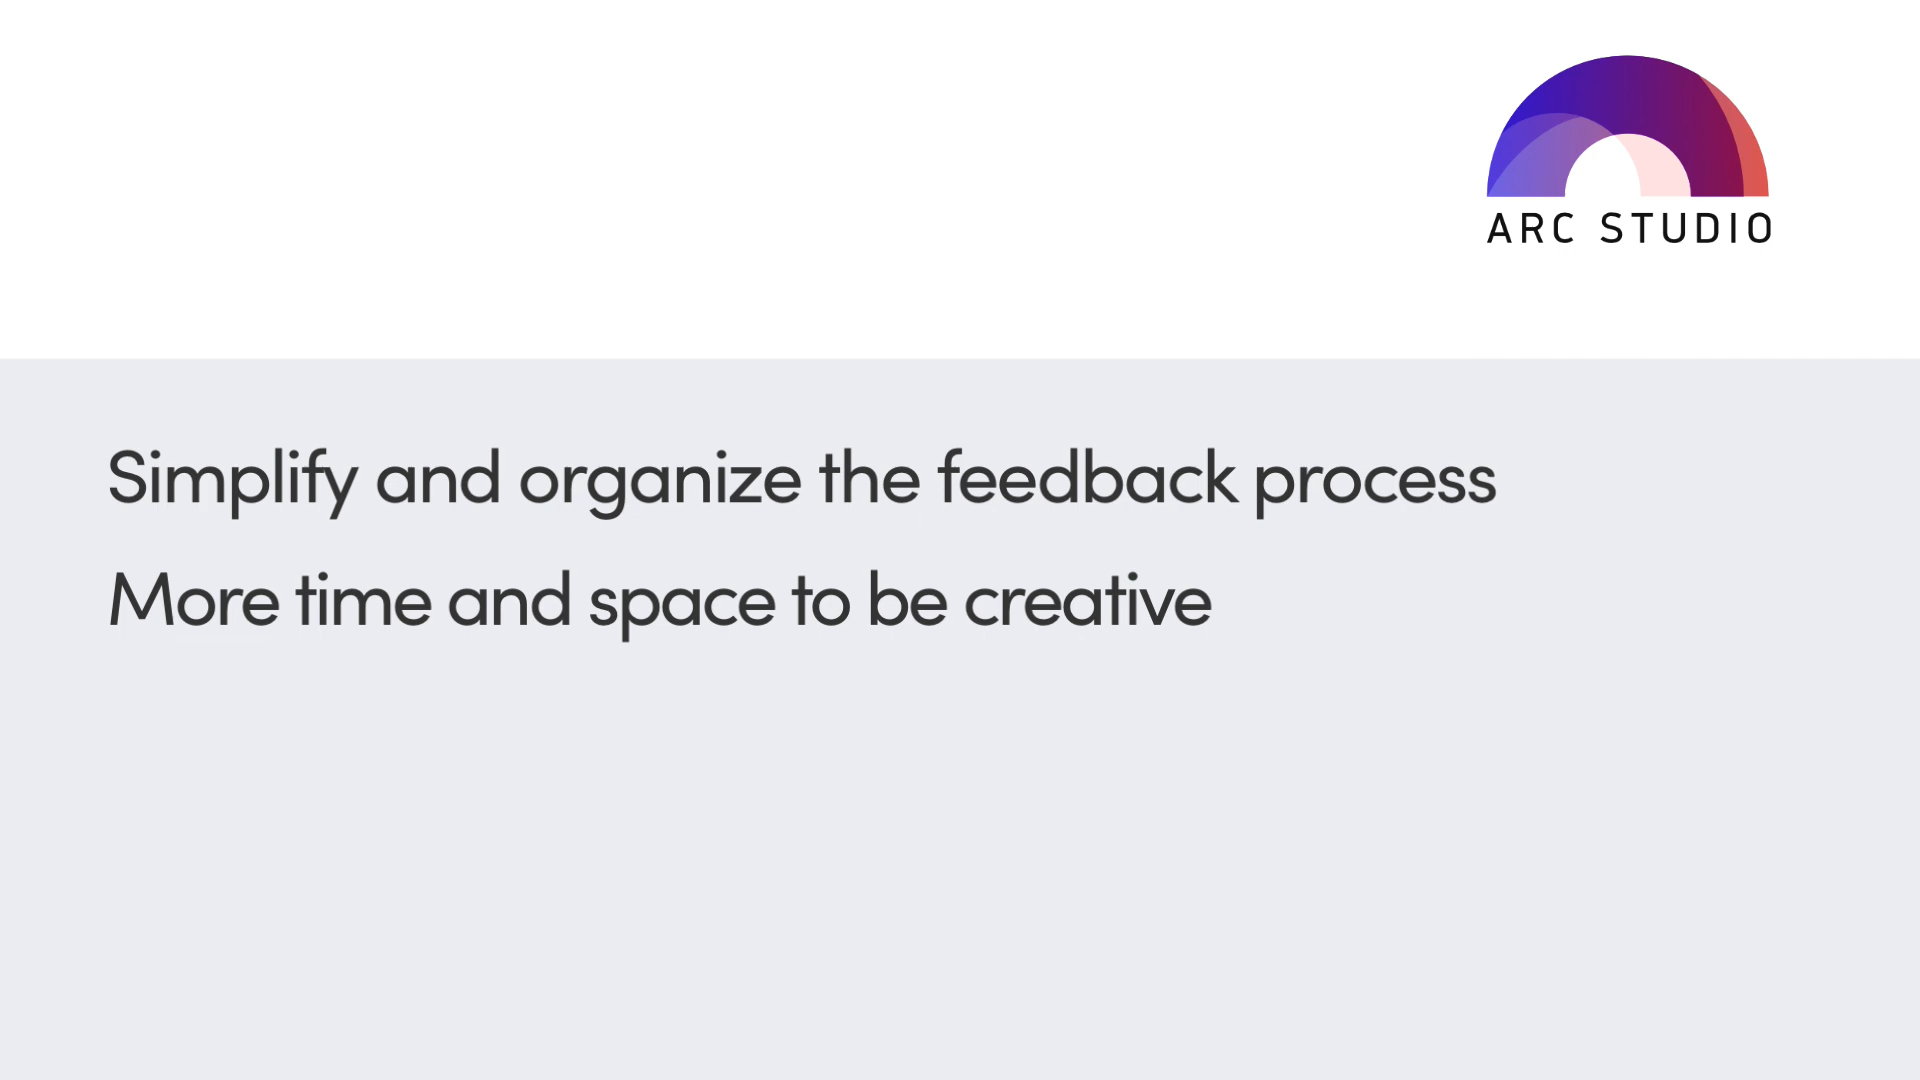 ARC STUDIO
Simplify and organize the feedback process
More time and space to be creative